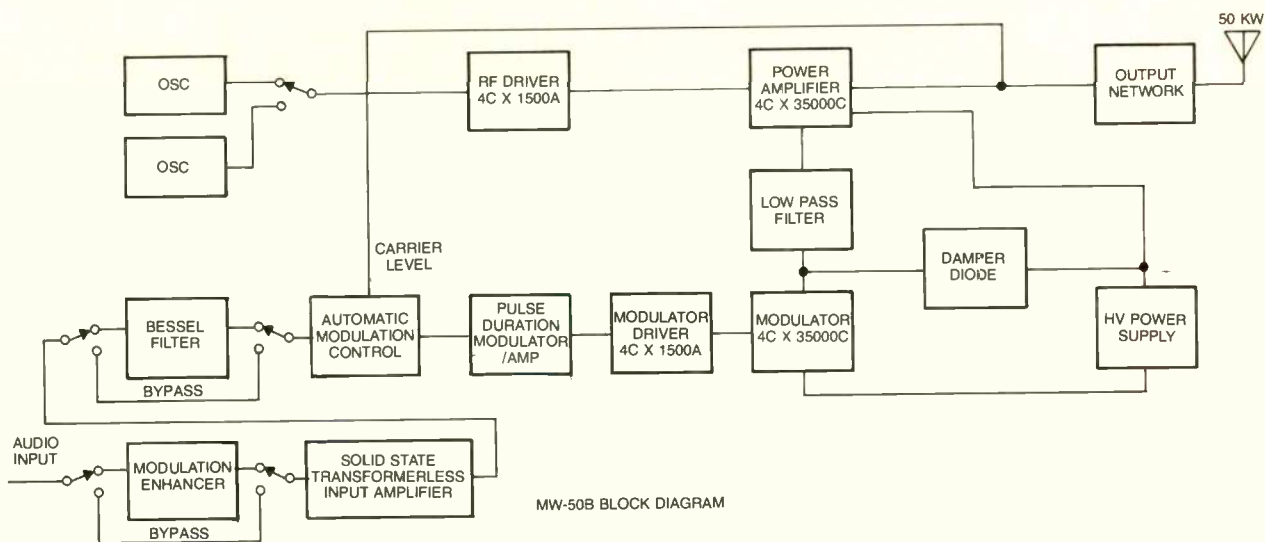 50 KW
OSC
RF DRIVER
4C X 1500A
POWER
AMPLIFIER
4C X 35000C
OUTPUT
NETWORK
OSC
LOW PASS
FILTER
CARRIER
LEVEL
DAMPER
DIODE
BESSEL
FILTER
BYPASS
AUTOMATIC
MODULATION
CONTROL
PULSE
DURATION
MODULATOR
/AMP
MODULATOR
DRIVER
4C X 1500A
MODULATOR
4C X 35000C
HV POWER
SUPPLY
AUDIO
INPUT
MODULATION
ENHANCER
BYPASS
SOLID STATE
TRANSFORMERLESS
INPUT AMPLIFIER
MW-50B BLOCK DIAGRAM